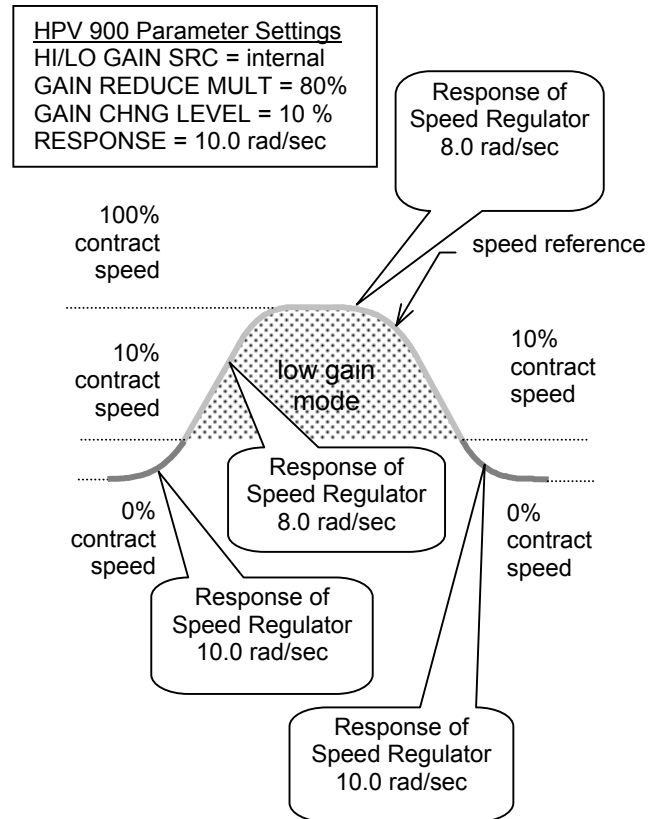 HPV 900 Parameter Settings
HI/LO GAIN SRC = internal
GAIN REDUCE MULT = 80%
GAIN CHNG LEVEL = 10 %
RESPONSE = 10.0 rad/sec
Response of
Speed Regulator
8.0 rad/sec
100%
contract
speed
speed reference
10%
contract
speed
low gain
mode
10%
contract
speed
Response of
Speed Regulator
8.0 rad/sec
0%
contract
speed
0%
contract
speed
Response of
Speed Regulator
10.0 rad/sec
Response of
Speed Regulator
10.0 rad/sec